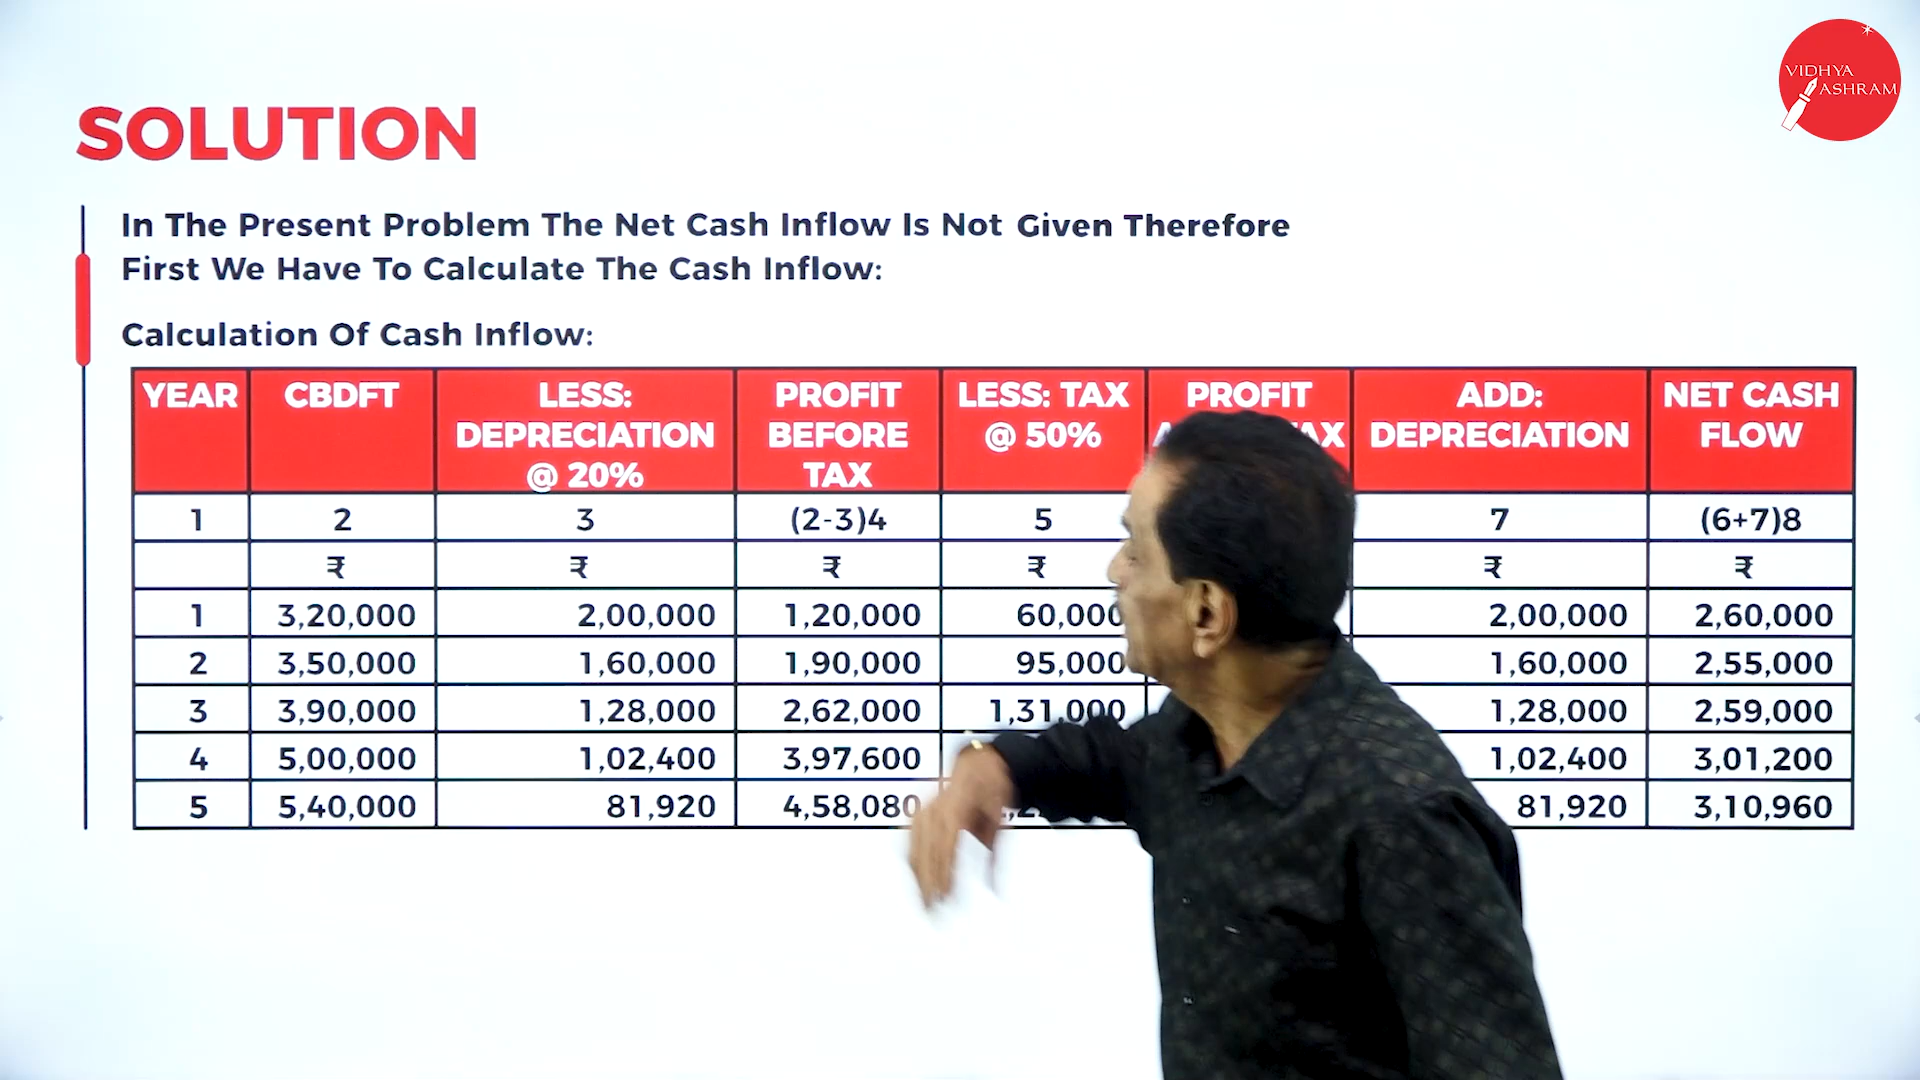 VIDHYA
ASHRAM
SOLUTION
In The Present Problem The Net Cash Inflow Is Not Given Therefore
First We Have To Calculate The Cash Inflow:
Calculation Of Cash Inflow:
YEAR CBDFT LESS: DEPRECIATION @ 20% PROFIT BEFORE TAX LESS: TAX @ 50% PROFIT ADD: DEPRECIATION NET CASH FLOW
1 2 3 (2-3)4 5 7 (6+7)8
₹ ₹ ₹ ₹ ₹ ₹
1 3,20,000 2,00,000 1,20,000 60,000 2,00,000 2,60,000
2 3,50,000 1,60,000 1,90,000 95,000 1,60,000 2,55,000
3 3,90,000 1,28,000 2,62,000 1,31,000 1,28,000 2,59,000
4 5,00,000 1,02,400 3,97,600 1,02,400 3,01,200
5 5,40,000 81,920 4,58,080 81,920 3,10,960